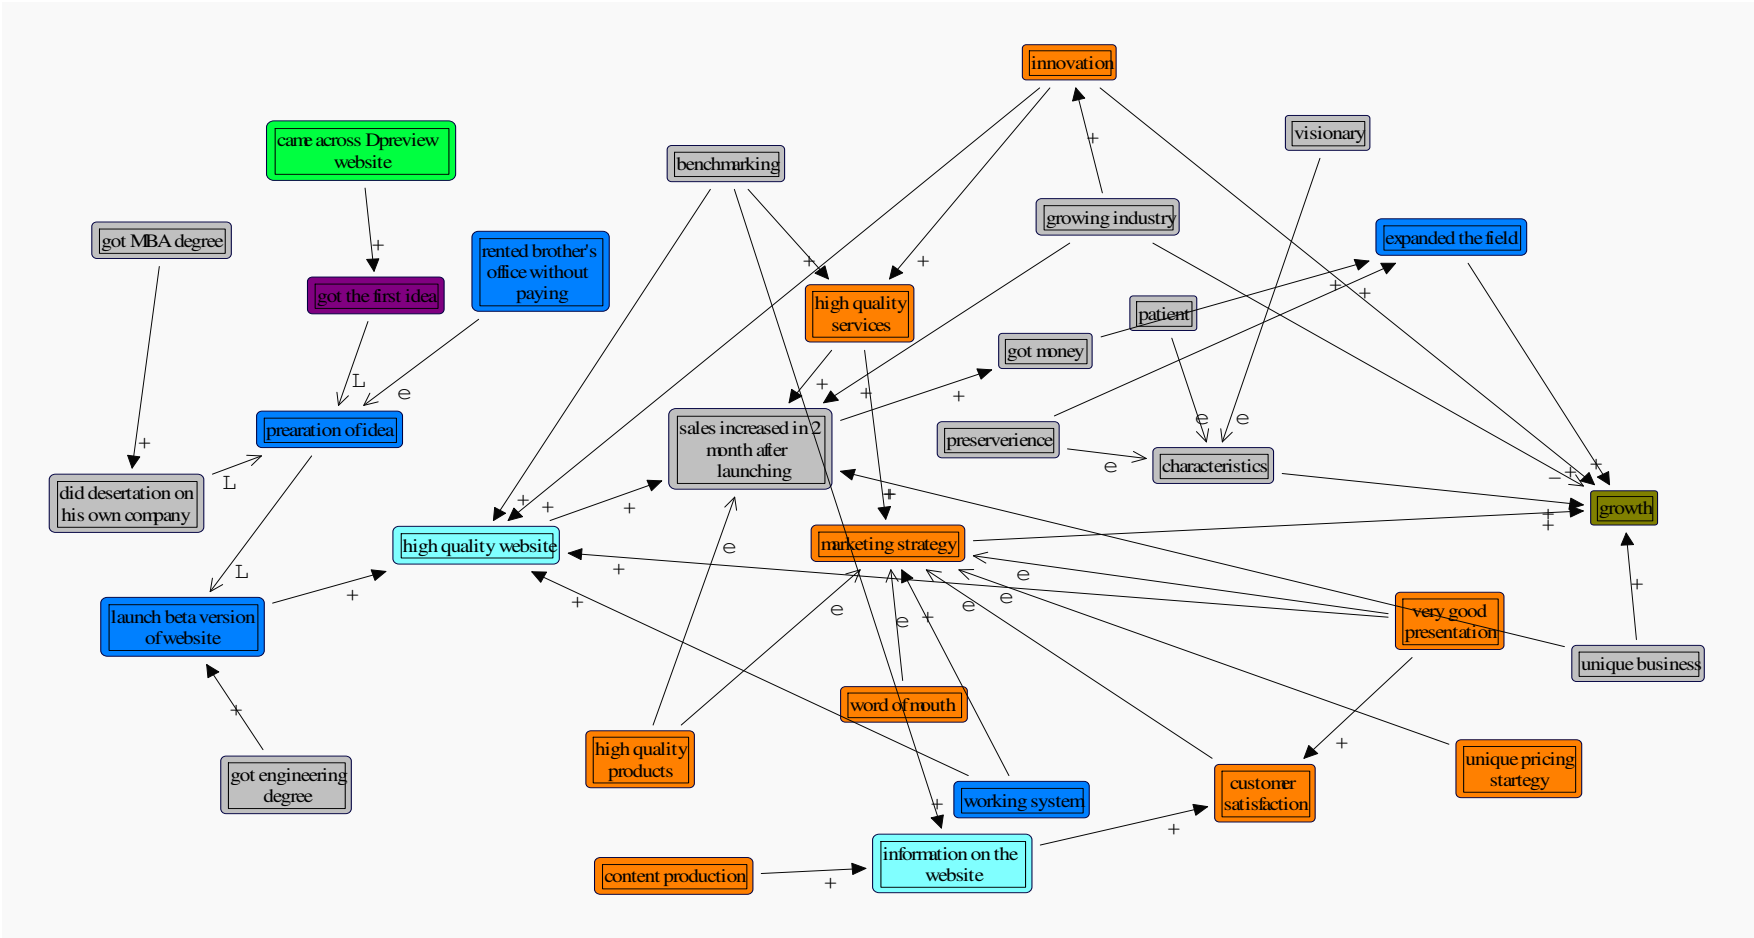 innovation
came across Dpreview
website
visionary
benchmarking
growing industry
got MBA degree
expanded the field
rented brother's
office without
paying
got the first idea
high quality
services
patient
got money
prearation of idea
sales increased in 2
month after
launching
preserverience
characteristics
did desertation on
his own company
growth
high quality website
marketing strategy
launch beta version
of website
very good
presentation
unique business
word of mouth
high quality
products
got engineering
degree
working system
customer
satisfaction
unique pricing
startegy
information on the
website
content production
+
+
+
+
+
+
+
L
e
+
+
+
e
e
+
L
e
+
+
−
+
+
+
+
+
+
+
e
+
e
L
+
+
e
e
e
e
+
+
+
+
+
+
+